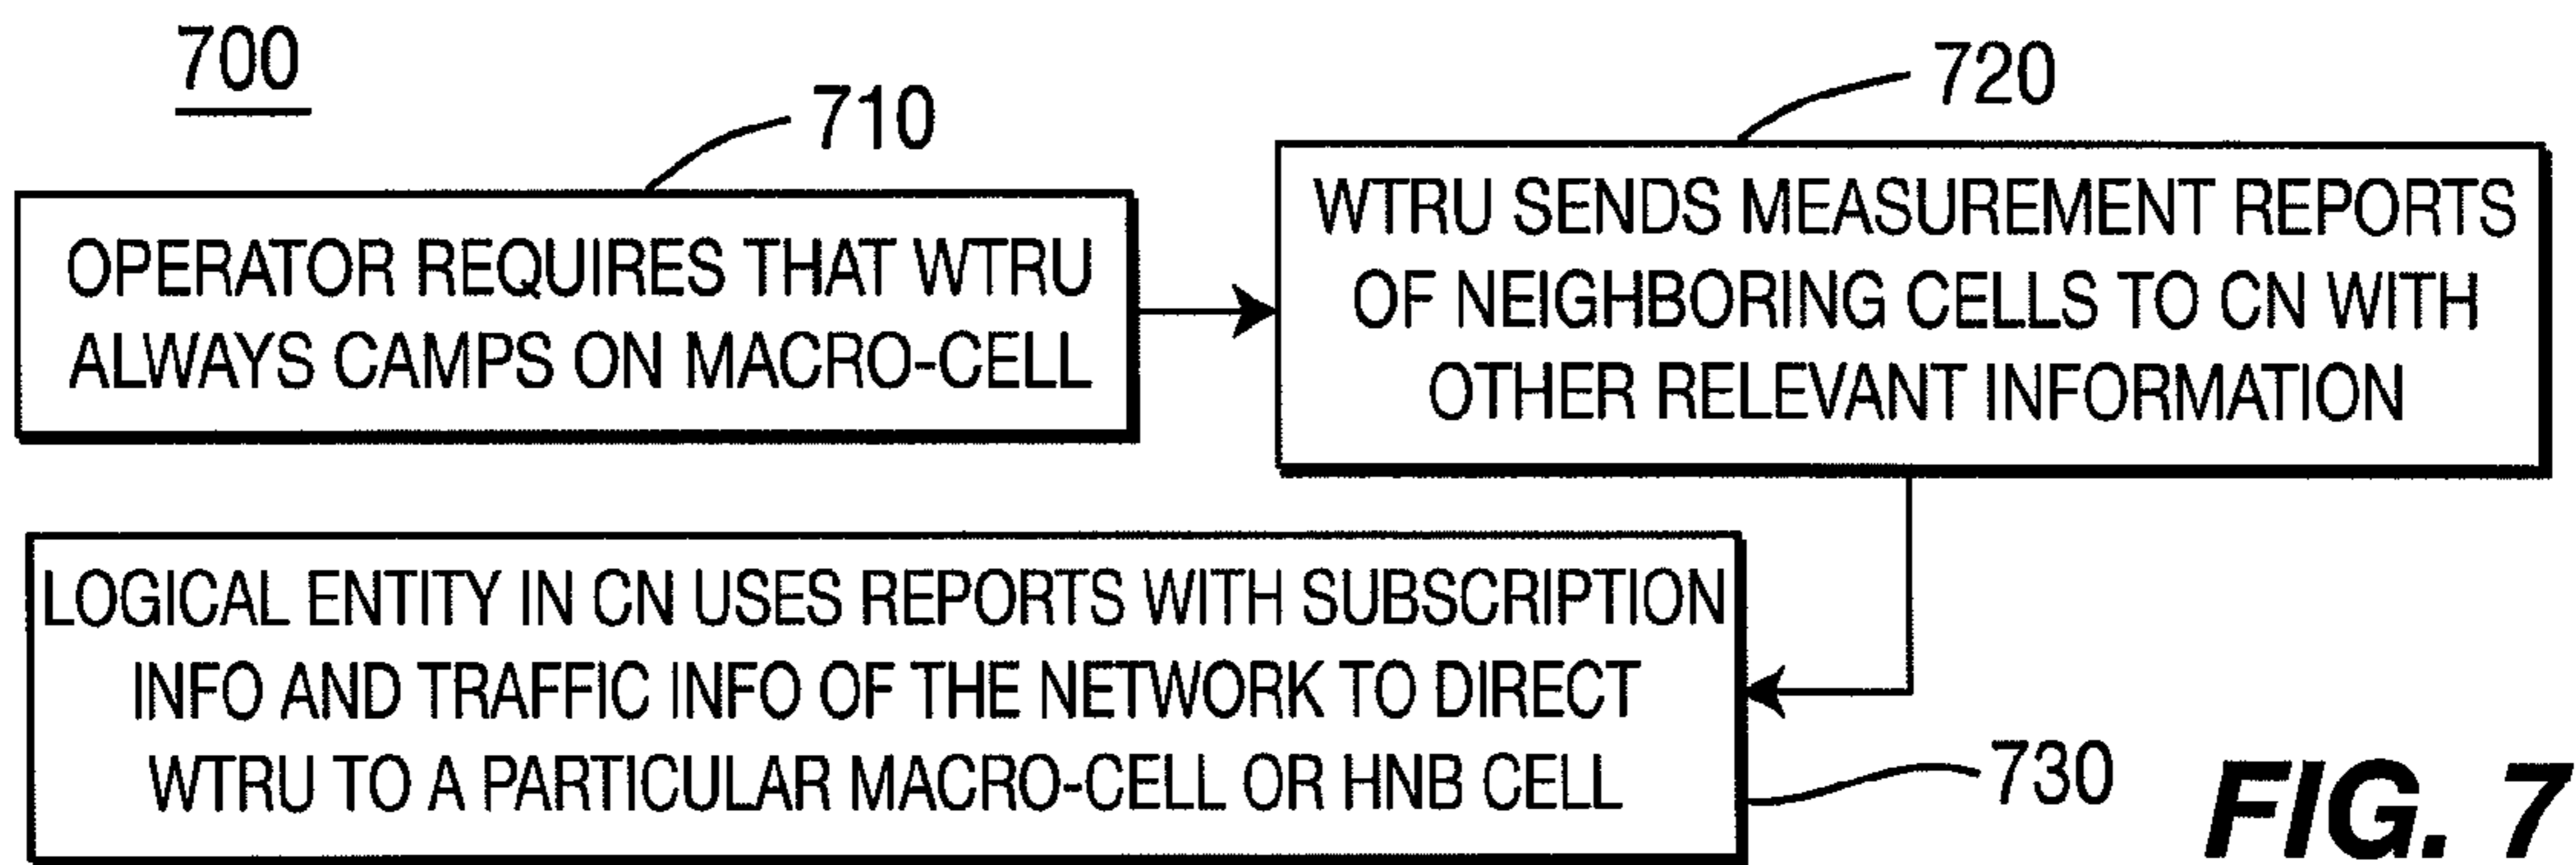 700
710
720
OPERATOR REQUIRES THAT WTRU
ALWAYS CAMPS ON MACRO-CELL
WTRU SENDS MEASUREMENT REPORTS
OF NEIGHBORING CELLS TO CN WITH
OTHER RELEVANT INFORMATION
LOGICAL ENTITY IN CN USES REPORTS WITH SUBSCRIPTION
INFO AND TRAFFIC INFO OF THE NETWORK TO DIRECT
WTRU TO A PARTICULAR MACRO-CELL OR HNB CELL
730
FIG. 7